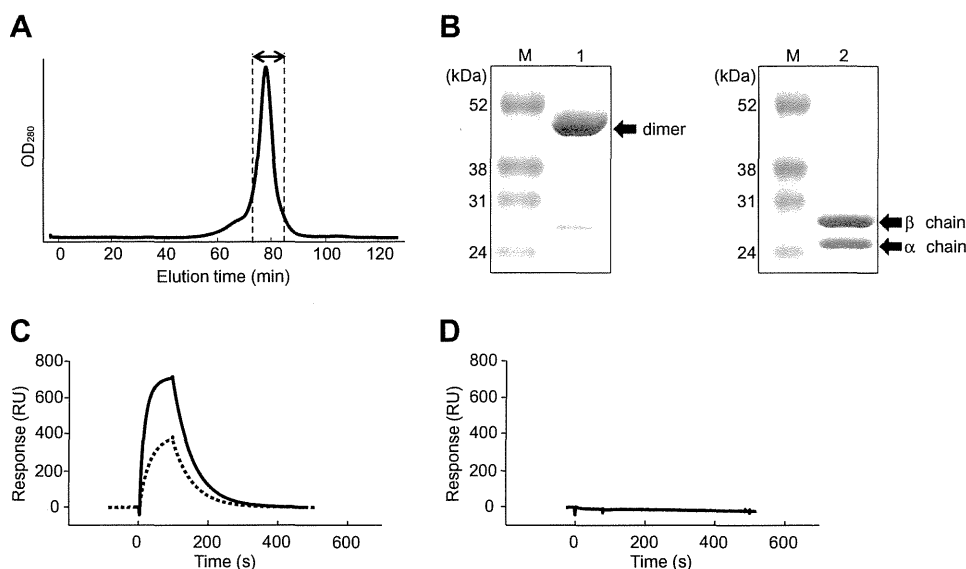 A
OD280
0 20 40 60 80 100 120
Elution time (min)
B
M 1
(kDa)
52
38
31
24
dimer
M 2
(kDa)
52
38
31
24
β chain
α chain
C
800
600
400
200
0
Response (RU)
0 200 400 600
Time (s)
D
800
600
400
200
0
Response (RU)
0 200 400 600
Time (s)